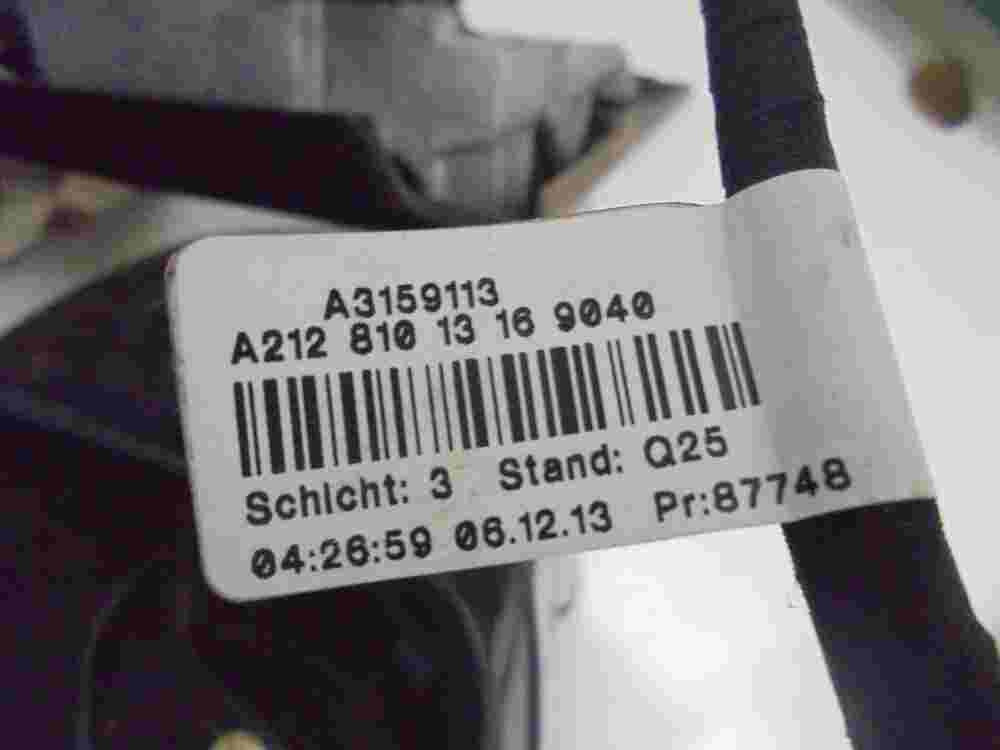 A3159113
A212 810 13 16 9040
Schicht: 3 Stand: Q25
04:26:59 06.12.13 Pr:87748